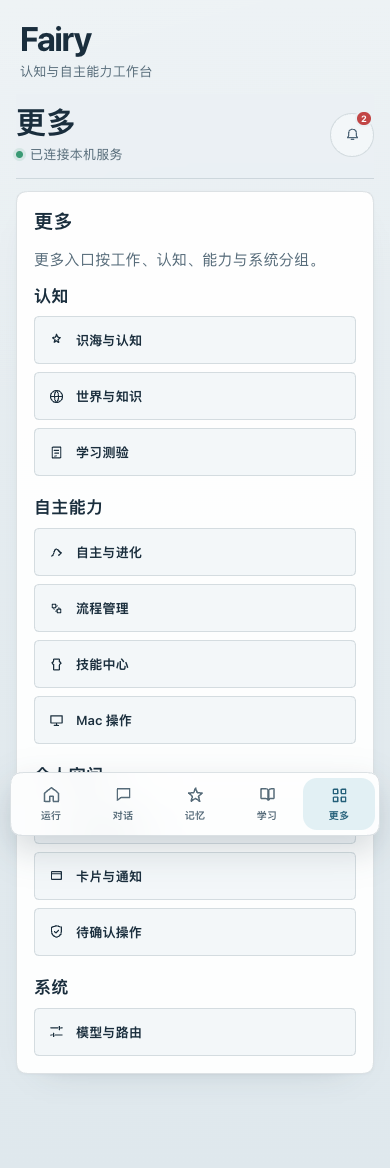 Fairy
认知与自主能力工作台
更多
2
已连接本机服务
更多
更多入口按工作、认知、能力与系统分组。
认知
识海与认知
世界与知识
学习测验
自主能力
自主与进化
流程管理
技能中心
Mac 操作
运行
对话
记忆
学习
更多
卡片与通知
待确认操作
系统
模型与路由